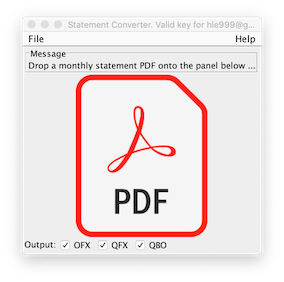 Statement Converter. Valid key for hle999@g...
File Help
Message
Drop a monthly statement PDF onto the panel below ...
PDF
Output: OFX QFX QBO